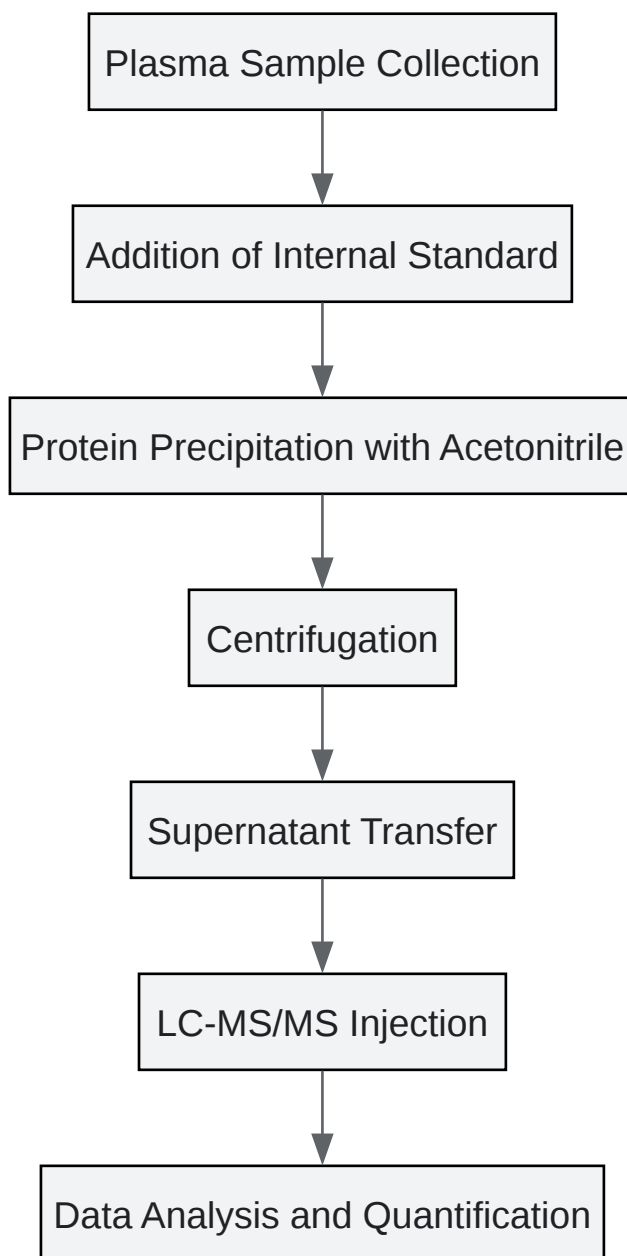 Plasma Sample Collection
Addition of Internal Standard
Protein Precipitation with Acetonitrile
Centrifugation
Supernatant Transfer
LC-MS/MS Injection
Data Analysis and Quantification